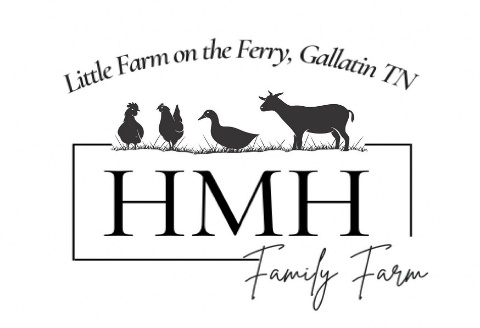 Little Farm on the Ferry, Gallatin TN
HMH
Family Farm